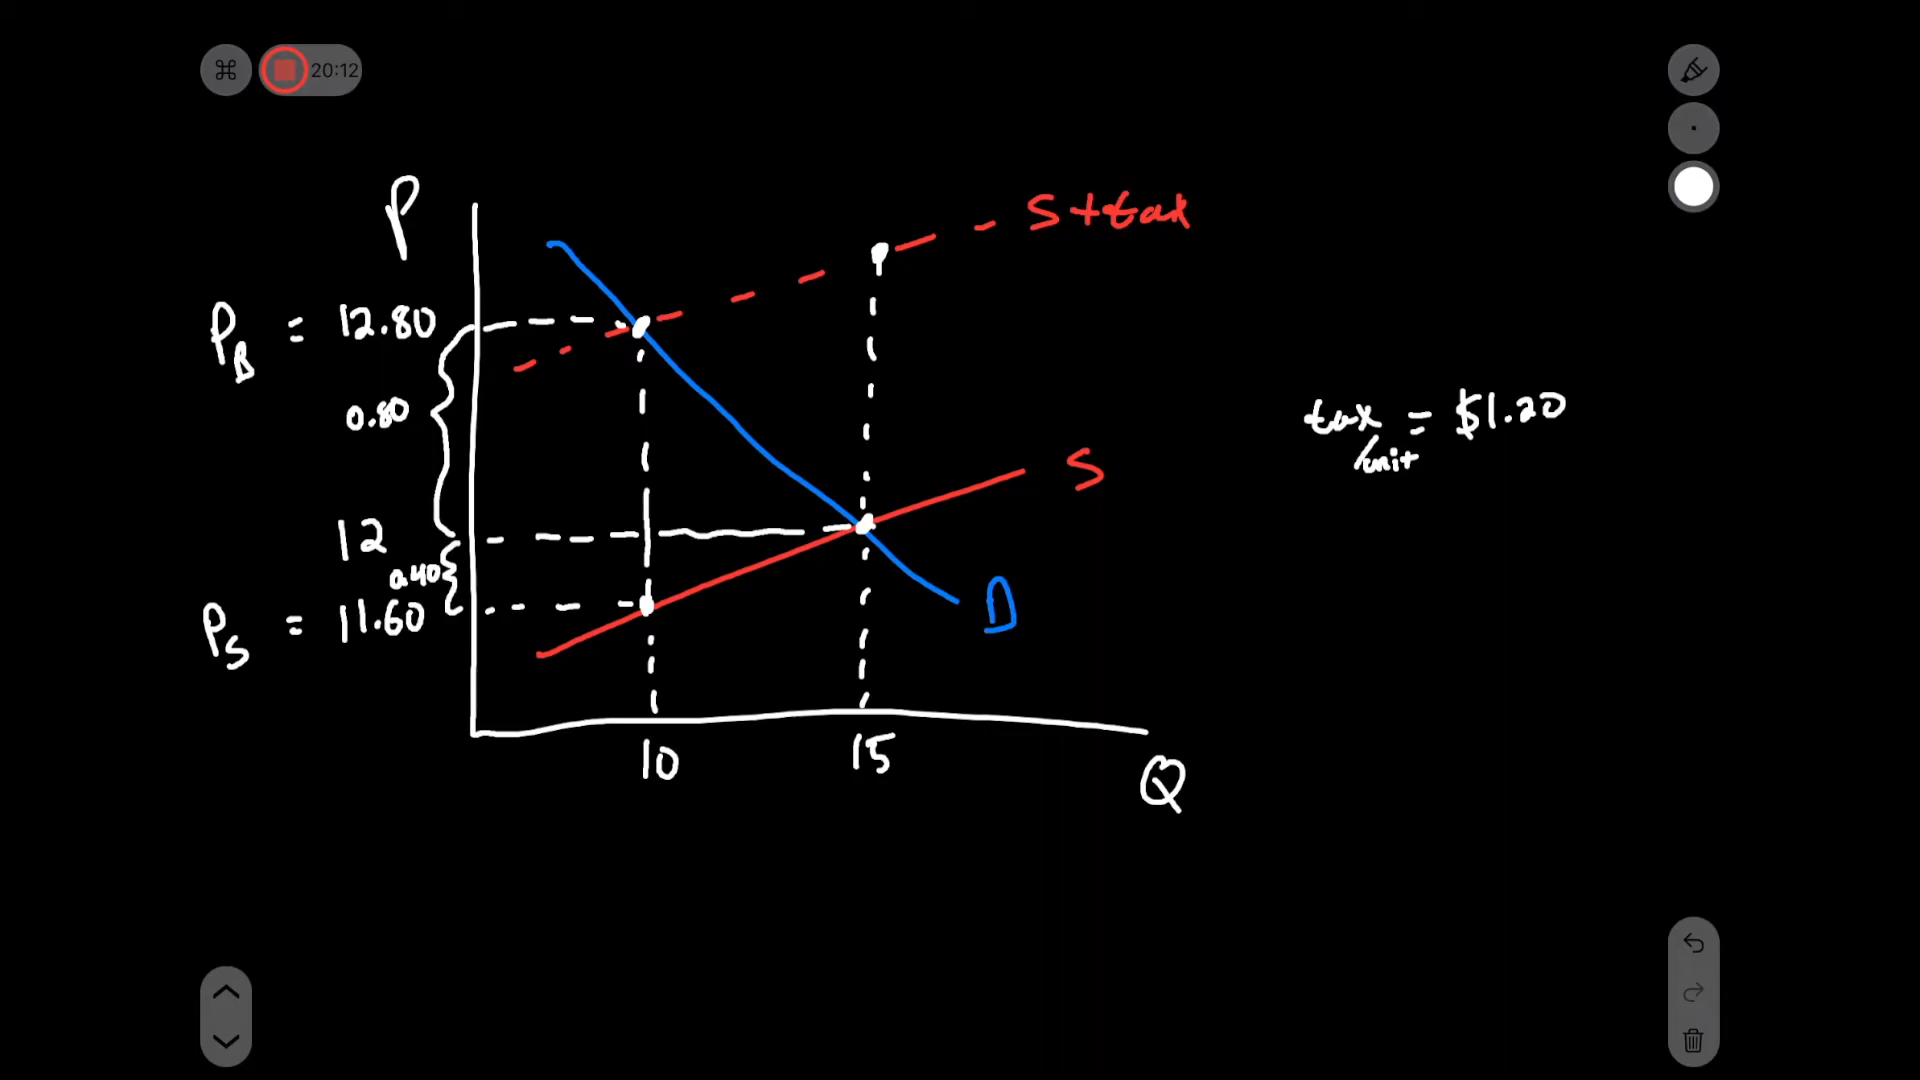 20:12
P
S + tax
P_B = 12.80
0.80
tax/unit = $1.20
S
12
0.40
P_S = 11.60
D
10
15
Q